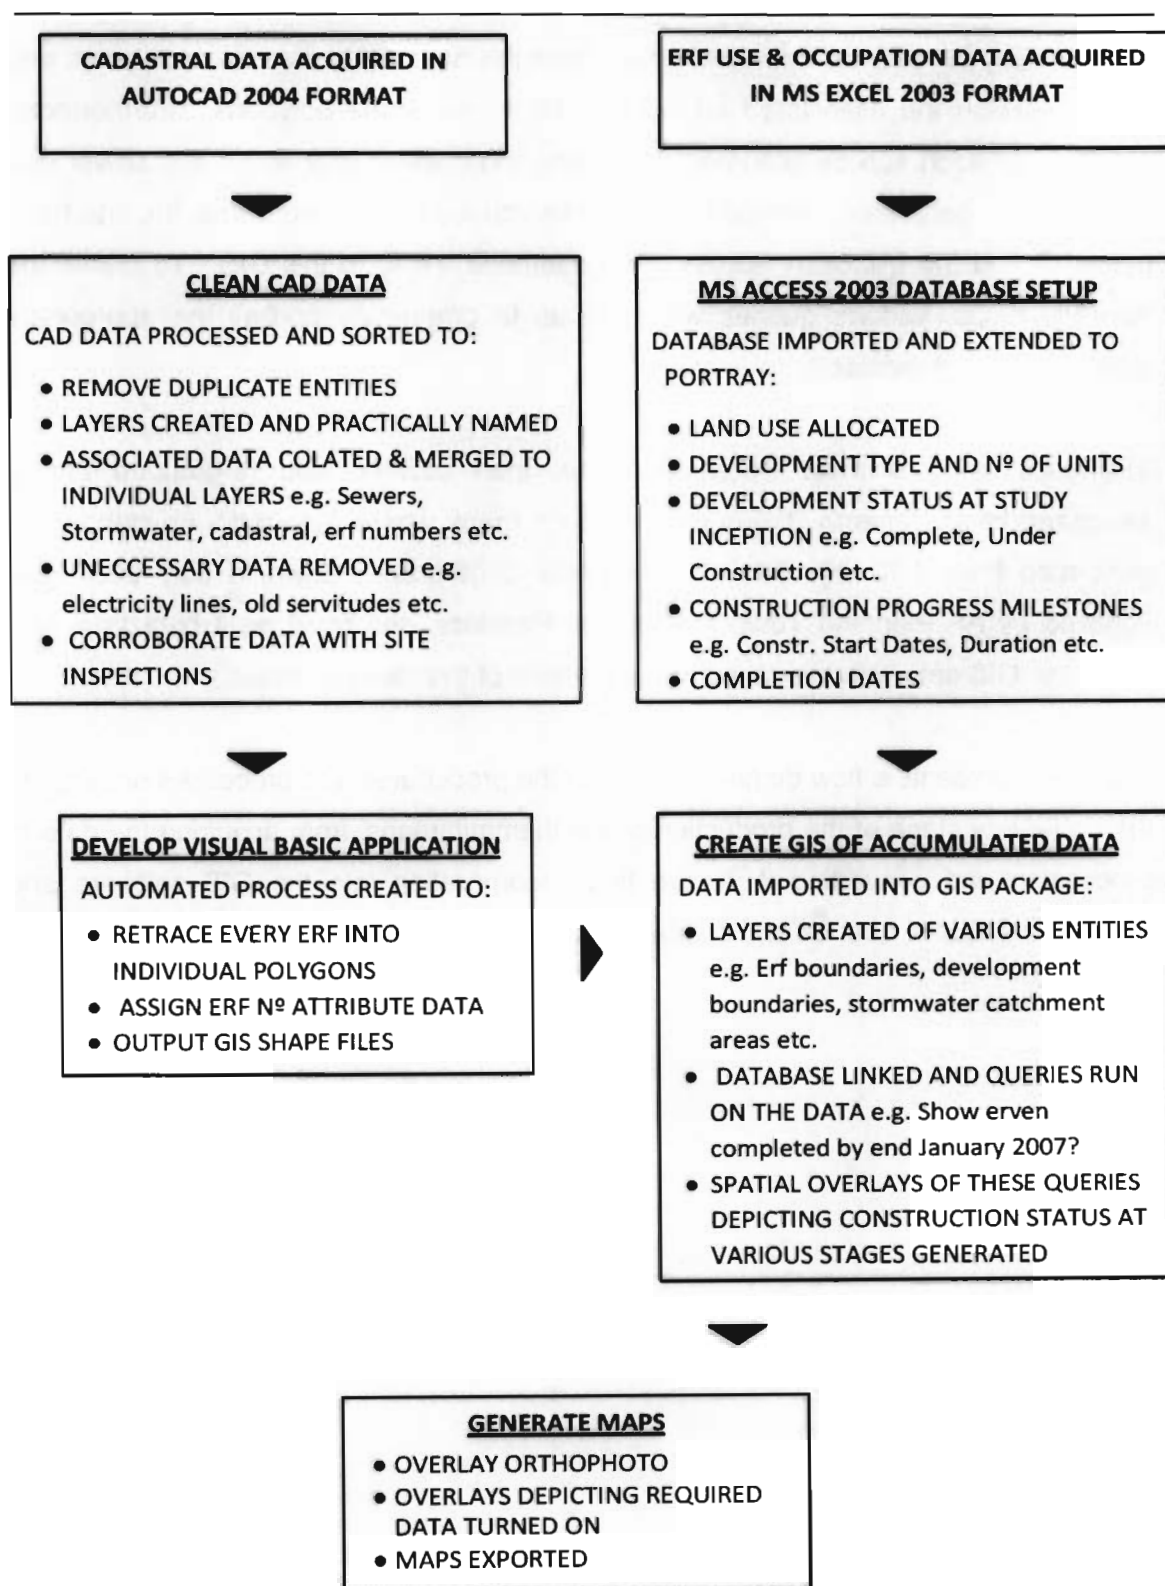 CADASTRAL DATA ACQUIRED IN
AUTOCAD 2004 FORMAT
ERF USE & OCCUPATION DATA ACQUIRED
IN MS EXCEL 2003 FORMAT
CLEAN CAD DATA
CAD DATA PROCESSED AND SORTED TO:
• REMOVE DUPLICATE ENTITIES
• LAYERS CREATED AND PRACTICALLY NAMED
• ASSOCIATED DATA COLATED & MERGED TO
INDIVIDUAL LAYERS e.g. Sewers,
Stormwater, cadastral, erf numbers etc.
• UNECCESSARY DATA REMOVED e.g.
electricity lines, old servitudes etc.
• CORROBORATE DATA WITH SITE
INSPECTIONS
MS ACCESS 2003 DATABASE SETUP
DATABASE IMPORTED AND EXTENDED TO
PORTRAY:
• LAND USE ALLOCATED
• DEVELOPMENT TYPE AND Nº OF UNITS
• DEVELOPMENT STATUS AT STUDY
INCEPTION e.g. Complete, Under
Construction etc.
• CONSTRUCTION PROGRESS MILESTONES
e.g. Constr. Start Dates, Duration etc.
• COMPLETION DATES
DEVELOP VISUAL BASIC APPLICATION
AUTOMATED PROCESS CREATED TO:
• RETRACE EVERY ERF INTO
INDIVIDUAL POLYGONS
• ASSIGN ERF Nº ATTRIBUTE DATA
• OUTPUT GIS SHAPE FILES
CREATE GIS OF ACCUMULATED DATA
DATA IMPORTED INTO GIS PACKAGE:
• LAYERS CREATED OF VARIOUS ENTITIES
e.g. Erf boundaries, development
boundaries, stormwater catchment
areas etc.
• DATABASE LINKED AND QUERIES RUN
ON THE DATA e.g. Show erven
completed by end January 2007?
• SPATIAL OVERLAYS OF THESE QUERIES
DEPICTING CONSTRUCTION STATUS AT
VARIOUS STAGES GENERATED
GENERATE MAPS
• OVERLAY ORTHOPHOTO
• OVERLAYS DEPICTING REQUIRED
DATA TURNED ON
• MAPS EXPORTED